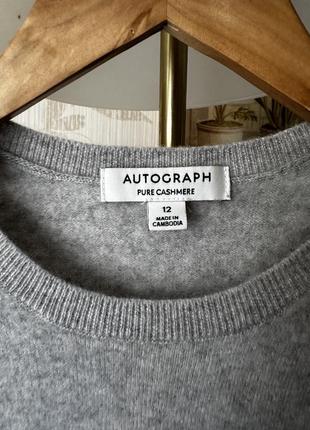 AUTOGRAPH
PURE CASHMERE
12
MADE IN
CAMBODIA